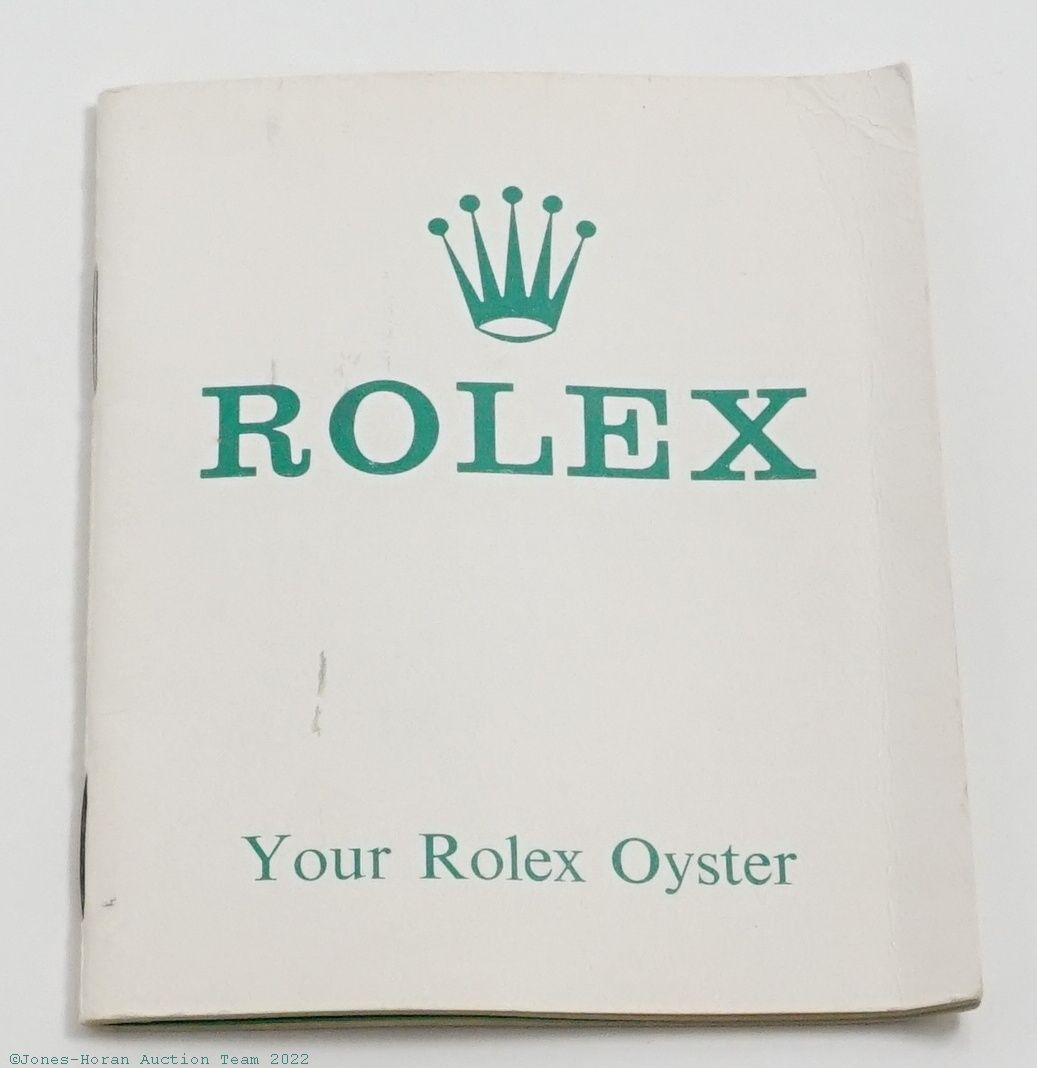 ROLEX
Your Rolex Oyster
©Jones-Horan Auction Team 2022